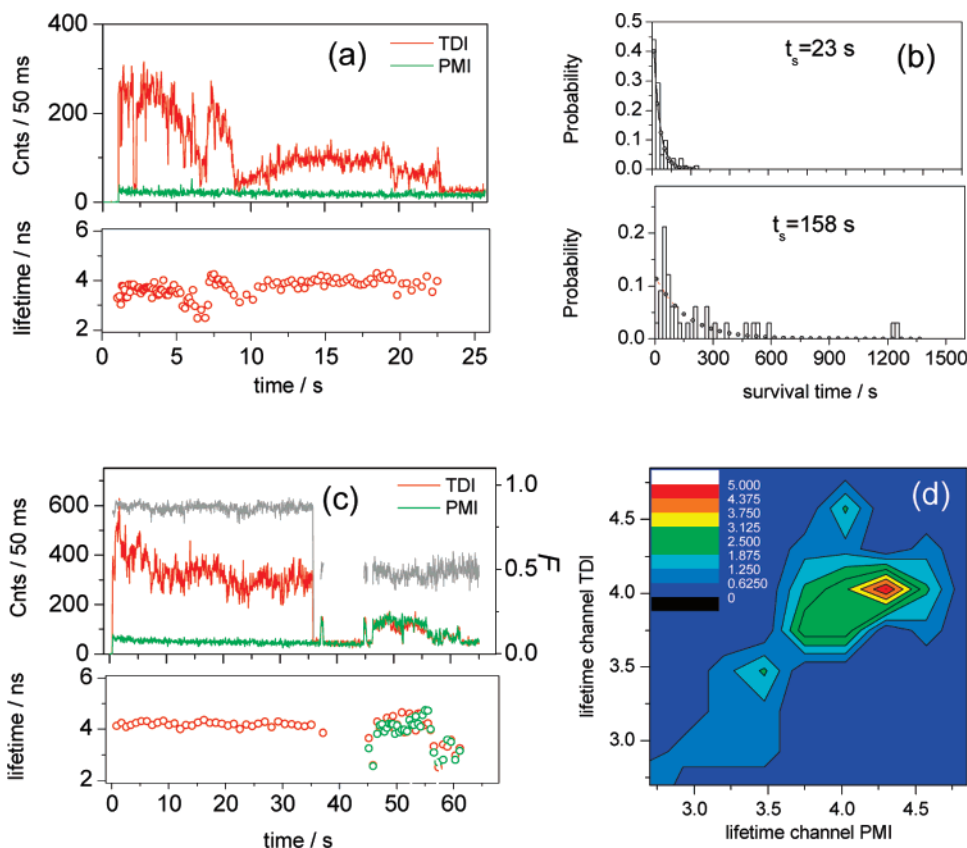 (a)
TDI
PMI
Cnts / 50 ms
400
200
0
0 5 10 15 20 25
lifetime / ns
6
4
2
0 5 10 15 20 25
time / s
(b)
t_s=23 s
Probability
0.5
0.4
0.3
0.2
0.1
0.0
t_s=158 s
Probability
0.2
0.1
0.0
0 300 600 900 1200 1500
survival time / s
(c)
TDI
PMI
Cnts / 50 ms
600
400
200
0
1.0
0.5
0.0
F
lifetime / ns
6
4
2
0 10 20 30 40 50 60
time / s
(d)
5.000
4.375
3.750
3.125
2.500
1.875
1.250
0.6250
0
lifetime channel TDI
4.5
4.0
3.5
3.0
3.0 3.5 4.0 4.5
lifetime channel PMI